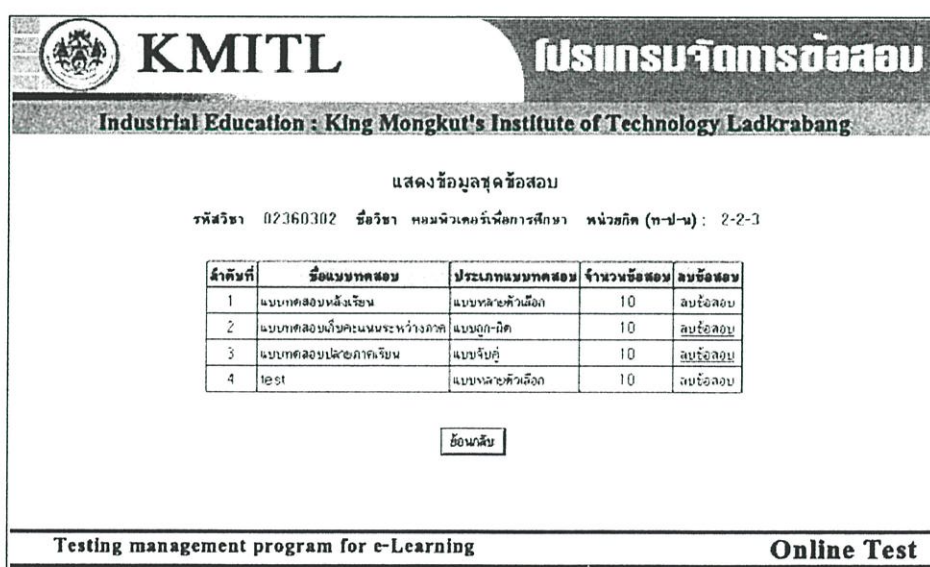 KMITL
โปรแกรมจัดการข้อสอบ
Industrial Education : King Mongkut's Institute of Technology Ladkrabang
แสดงข้อมูลชุดข้อสอบ
รหัสวิชา 02360302 ชื่อวิชา คอมพิวเตอร์เพื่อการศึกษา หน่วยกิต (ท-ป-น) : 2-2-3
ลำดับที่ ชื่อแบบทดสอบ ประเภทแบบทดสอบ จำนวนข้อสอบ ลบข้อสอบ
1 แบบทดสอบหลังเรียน แบบหลายตัวเลือก 10 ลบข้อสอบ
2 แบบทดสอบเก็บคะแนนระหว่างภาค แบบถูก-ผิด 10 ลบข้อสอบ
3 แบบทดสอบปลายภาคเรียน แบบจับคู่ 10 ลบข้อสอบ
4 test แบบหลายตัวเลือก 10 ลบข้อสอบ
ย้อนกลับ
Testing management program for e-Learning Online Test